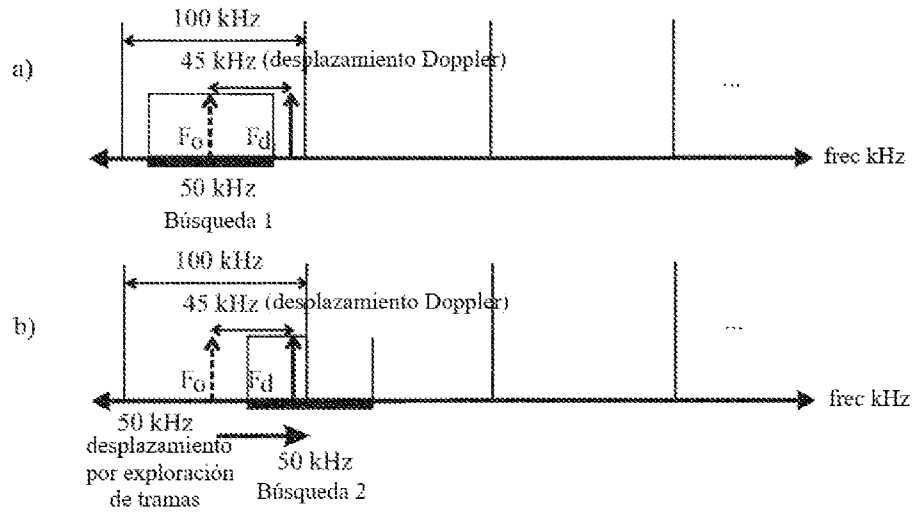 100 kHz
45 kHz (desplazamiento Doppler)
a)
...
Fo Fd
frec kHz
50 kHz
Búsqueda 1
100 kHz
45 kHz (desplazamiento Doppler)
b)
...
Fo Fd
frec kHz
50 kHz
desplazamiento
por exploración
de tramas
50 kHz
Búsqueda 2